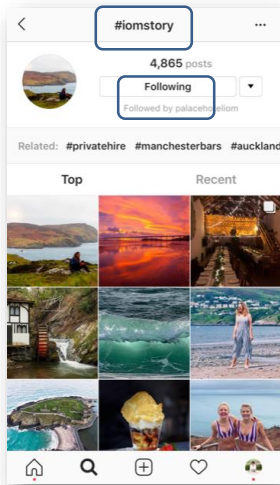 #iomstory
4,865 posts
Following
Followed by palacehoteliom
Related: #privatehire #manchesterbars #auckland
Top Recent